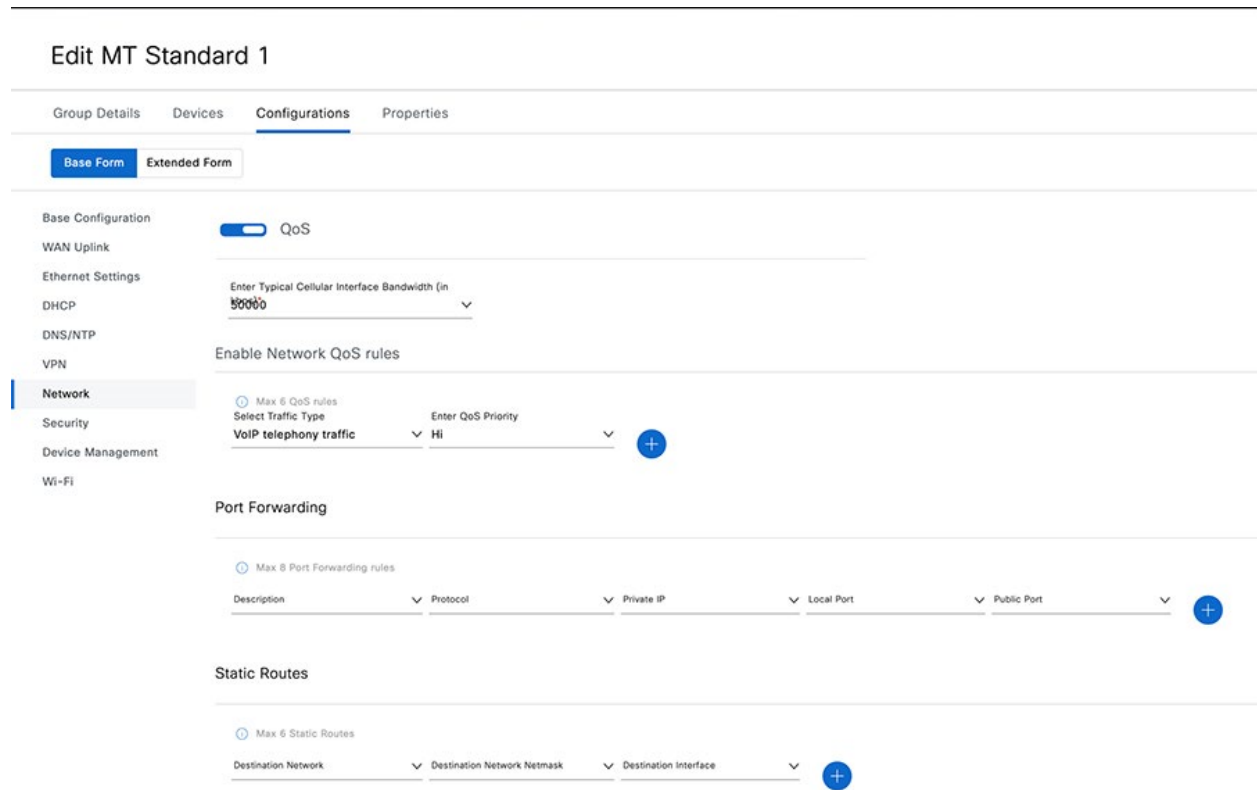 Edit MT Standard 1
Group Details Devices Configurations Properties
Base Form Extended Form
Base Configuration
WAN Uplink
Ethernet Settings
DHCP
DNS/NTP
VPN
Network
Security
Device Management
Wi-Fi
QoS
Enter Typical Cellular Interface Bandwidth (in
50000
Enable Network QoS rules
Max 6 QoS rules
Select Traffic Type Enter QoS Priority
VoIP telephony traffic Hi
Port Forwarding
Max 8 Port Forwarding rules
Description Protocol Private IP Local Port Public Port
Static Routes
Max 6 Static Routes
Destination Network Destination Network Netmask Destination Interface